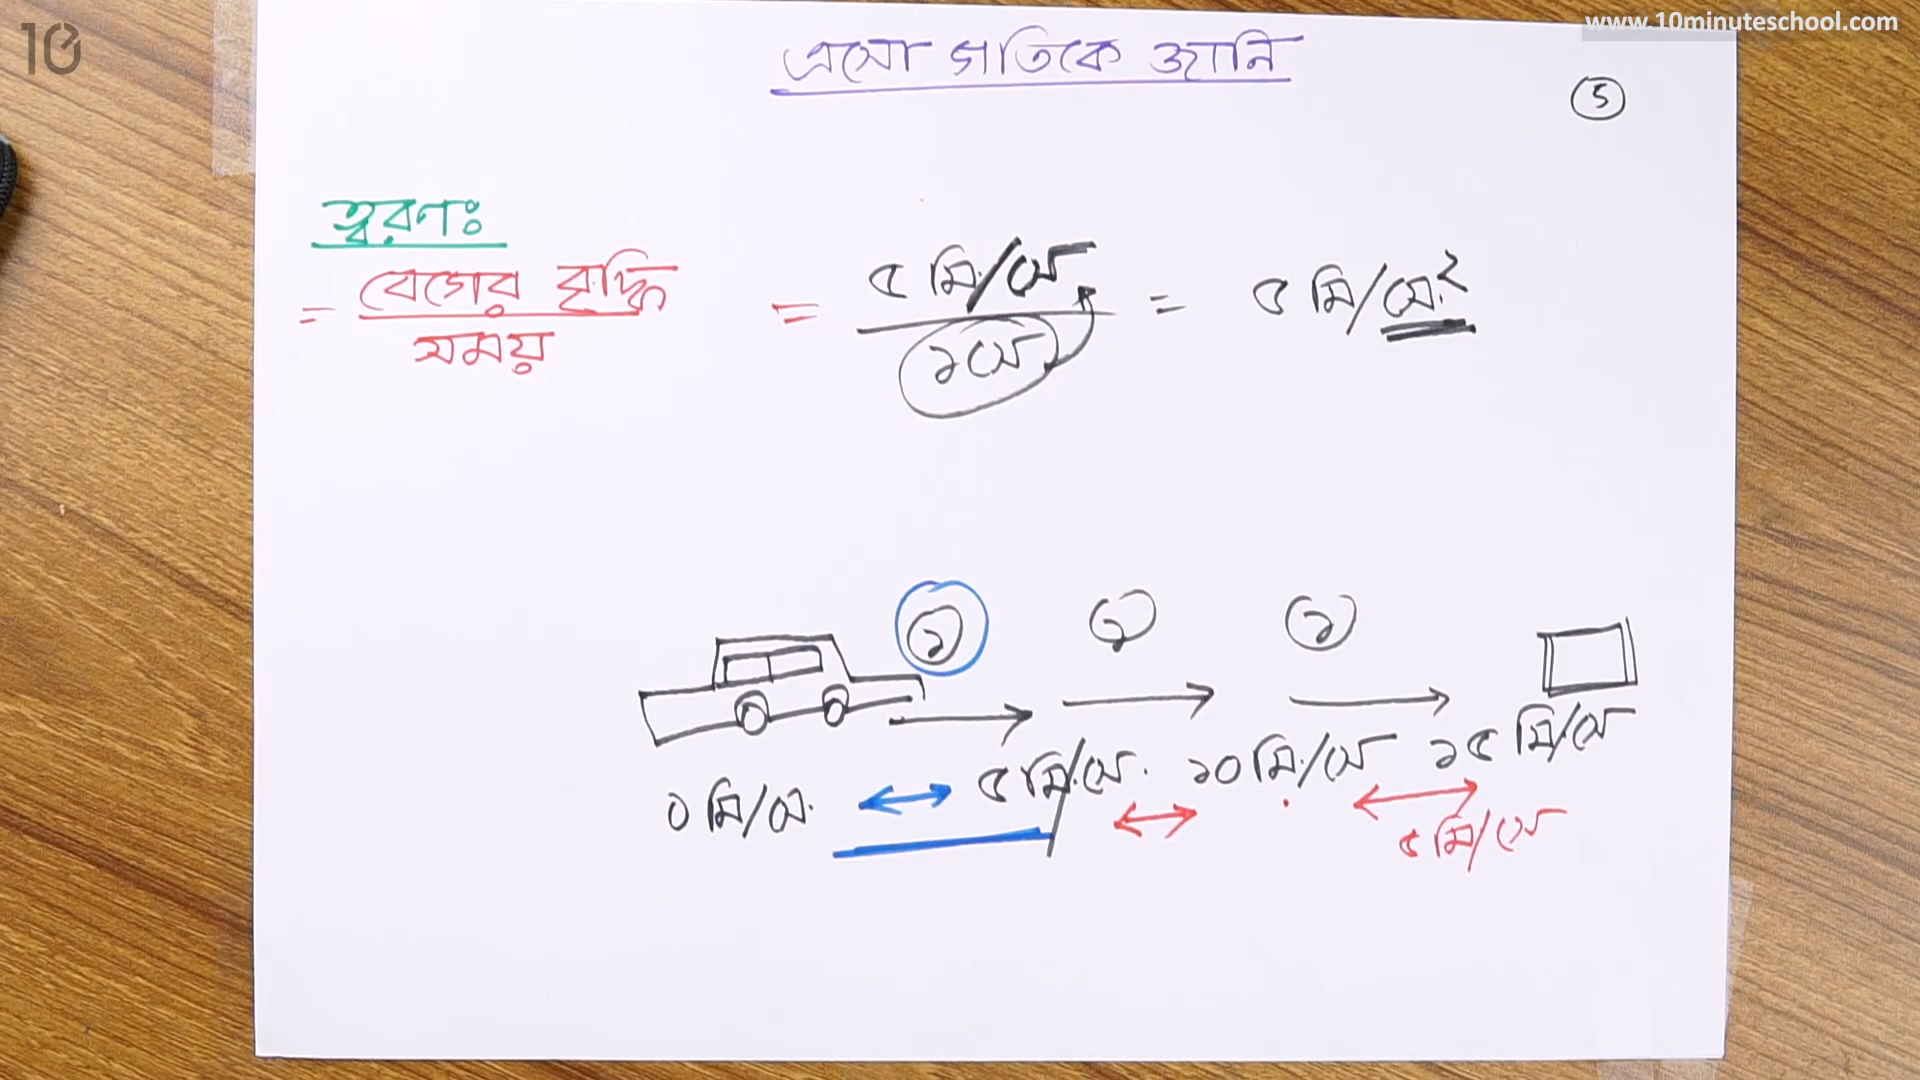 10
www.10minuteschool.com
এসো গতিকে জানি
5
ত্বরণঃ
= বেগের বৃদ্ধি / সময় = ৫ মি./সে / ১সে = ৫ মি/সে.²
১ ১ ১
০ মি/সে. ৫ মি/সে. ১০ মি./সে ১৫ মি/সে
৫ মি/সে